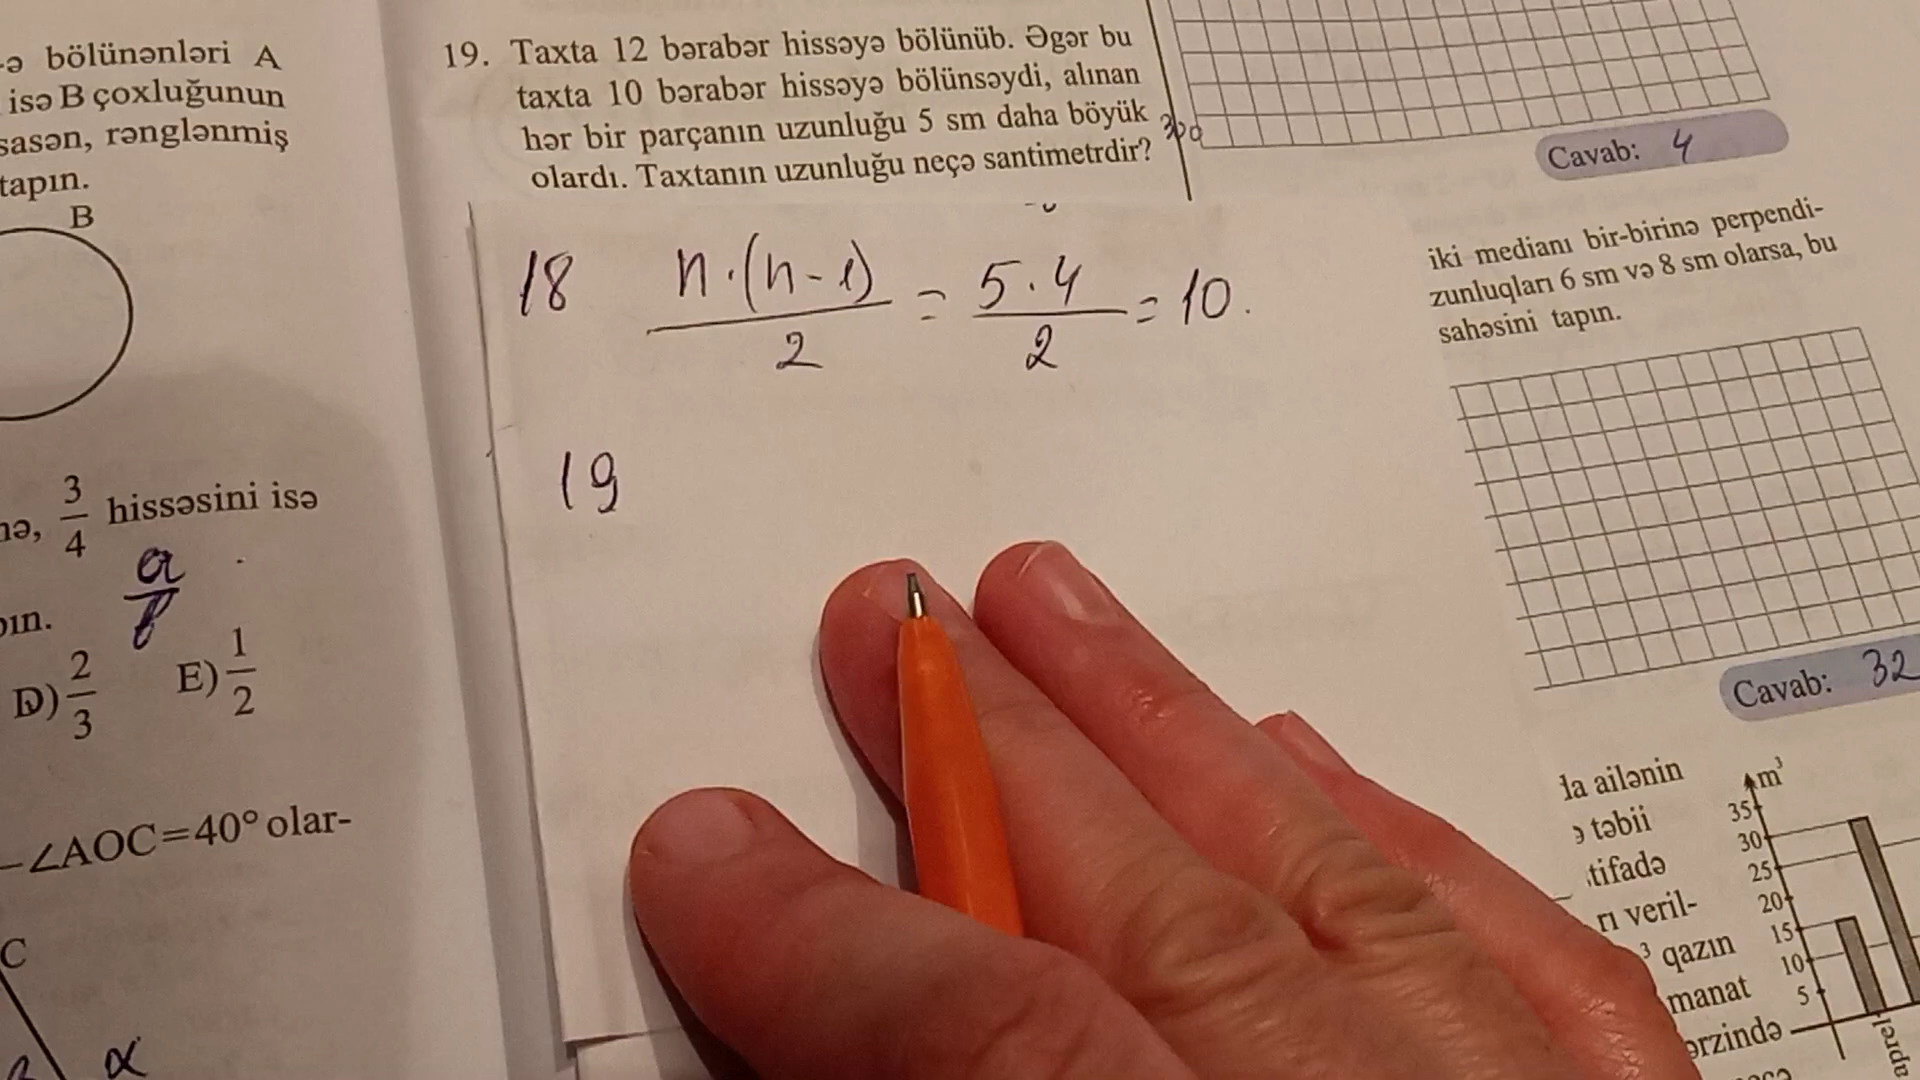 bölünənləri A
isə B çoxluğunun
əsasən, rənglənmiş
tapın.
B
3/4 hissəsini isə
a/b
D) 2/3 E) 1/2
∠AOC=40° olar-
C
α
19. Taxta 12 bərabər hissəyə bölünüb. Əgər bu
taxta 10 bərabər hissəyə bölünsəydi, alınan
hər bir parçanın uzunluğu 5 sm daha böyük
olardı. Taxtanın uzunluğu neçə santimetrdir?
300
18 n·(n-1)/2 = 5·4/2 = 10.
19
Cavab: 4
iki medianı bir-birinə perpendi-
zunluqları 6 sm və 8 sm olarsa, bu
sahəsini tapın.
Cavab: 32
ailənin
təbii
tifadə
rı veril-
³ qazın
manat
ərzində
m³
35
30
25
20
15
10
5
aprel